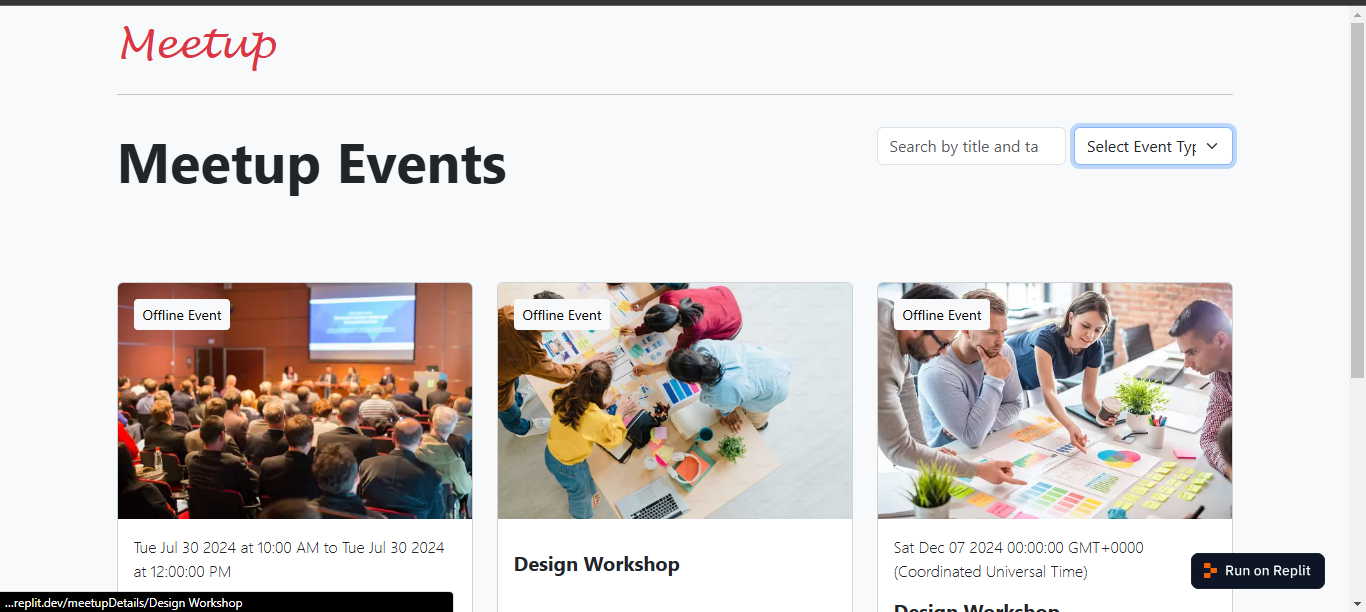 Meetup
Meetup Events
Search by title and ta
Select Event Typ
Offline Event
Offline Event
Offline Event
Tue Jul 30 2024 at 10:00 AM to Tue Jul 30 2024
at 12:00:00 PM
Design Workshop
Sat Dec 07 2024 00:00:00 GMT+0000
(Coordinated Universal Time)
Design Workshop
Run on Replit
...replit.dev/meetupDetails/Design Workshop